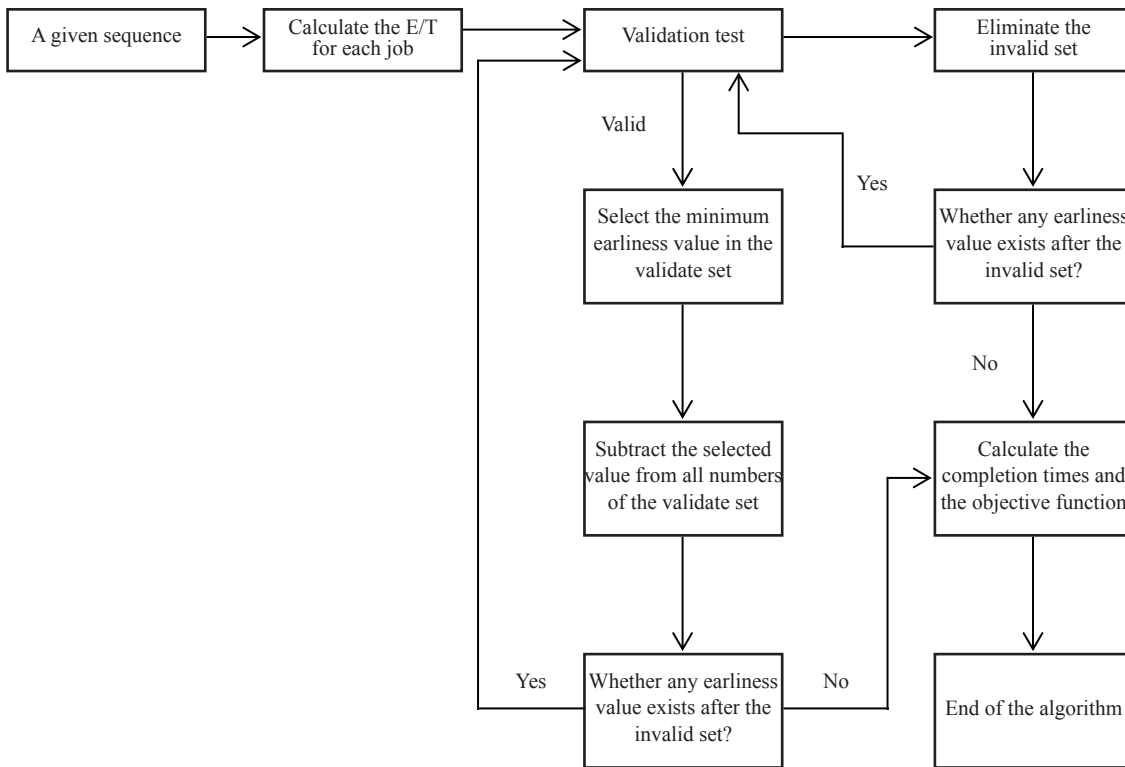 A given sequence
Calculate the E/T
for each job
Validation test
Eliminate the
invalid set
Valid
Yes
Select the minimum
earliness value in the
validate set
Whether any earliness
value exists after the
invalid set?
No
Subtract the selected
value from all numbers
of the validate set
Calculate the
completion times and
the objective function
Yes
Whether any earliness
value exists after the
invalid set?
No
End of the algorithm